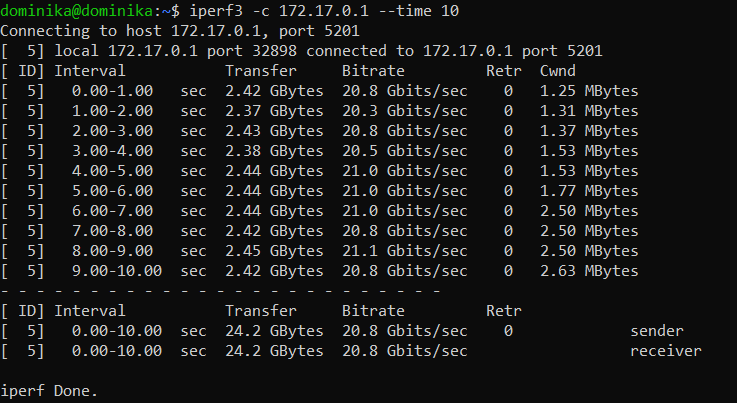 dominika@dominika:~$ iperf3 -c 172.17.0.1 --time 10
Connecting to host 172.17.0.1, port 5201
[  5] local 172.17.0.1 port 32898 connected to 172.17.0.1 port 5201
[ ID] Interval           Transfer     Bitrate         Retr  Cwnd
[  5]   0.00-1.00   sec  2.42 GBytes  20.8 Gbits/sec    0   1.25 MBytes
[  5]   1.00-2.00   sec  2.37 GBytes  20.3 Gbits/sec    0   1.31 MBytes
[  5]   2.00-3.00   sec  2.43 GBytes  20.8 Gbits/sec    0   1.37 MBytes
[  5]   3.00-4.00   sec  2.38 GBytes  20.5 Gbits/sec    0   1.53 MBytes
[  5]   4.00-5.00   sec  2.44 GBytes  21.0 Gbits/sec    0   1.53 MBytes
[  5]   5.00-6.00   sec  2.44 GBytes  21.0 Gbits/sec    0   1.77 MBytes
[  5]   6.00-7.00   sec  2.44 GBytes  21.0 Gbits/sec    0   2.50 MBytes
[  5]   7.00-8.00   sec  2.42 GBytes  20.8 Gbits/sec    0   2.50 MBytes
[  5]   8.00-9.00   sec  2.45 GBytes  21.1 Gbits/sec    0   2.50 MBytes
[  5]   9.00-10.00  sec  2.42 GBytes  20.8 Gbits/sec    0   2.63 MBytes
- - - - - - - - - - - - - - - - - - - - - - - - -
[ ID] Interval           Transfer     Bitrate         Retr
[  5]   0.00-10.00  sec  24.2 GBytes  20.8 Gbits/sec    0             sender
[  5]   0.00-10.00  sec  24.2 GBytes  20.8 Gbits/sec                  receiver
iperf Done.